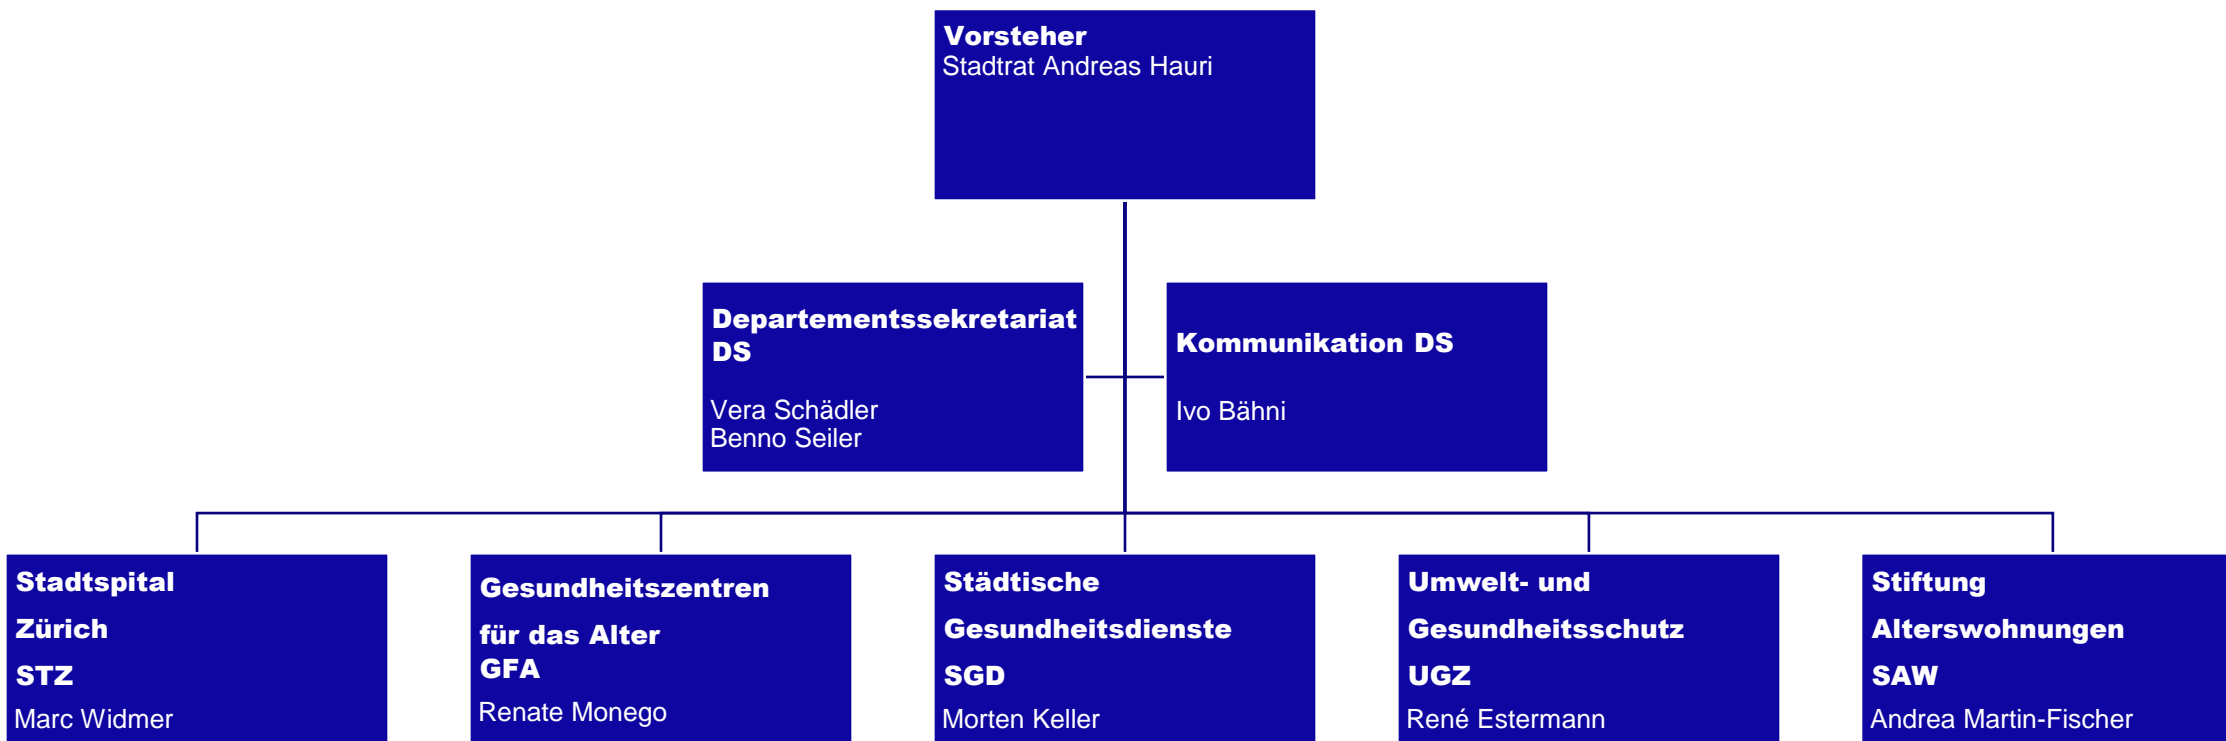 Vorsteher
Stadtrat Andreas Hauri
Departementssekretariat
DS
Vera Schädler
Benno Seiler
Kommunikation DS
Ivo Bähni
Stadtspital
Zürich
STZ
Marc Widmer
Gesundheitszentren
für das Alter
GFA
Renate Monego
Städtische
Gesundheitsdienste
SGD
Morten Keller
Umwelt- und
Gesundheitsschutz
UGZ
René Estermann
Stiftung
Alterswohnungen
SAW
Andrea Martin-Fischer